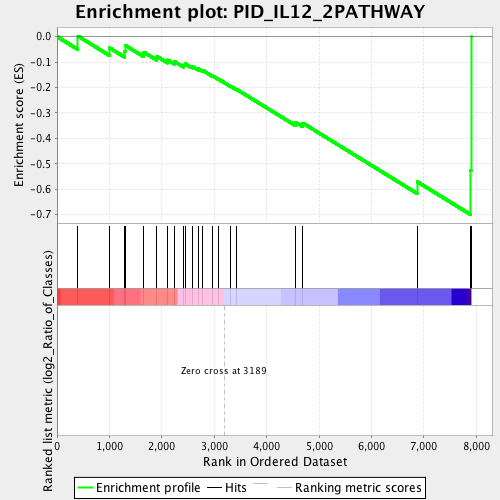 Enrichment plot: PID_IL12_2PATHWAY
Enrichment score (ES)
0.0
-0.1
-0.2
-0.3
-0.4
-0.5
-0.6
-0.7
Ranked list metric (log2_Ratio_of_Classes)
Zero cross at 3189
0 1,000 2,000 3,000 4,000 5,000 6,000 7,000 8,000
Rank in Ordered Dataset
Enrichment profile Hits Ranking metric scores